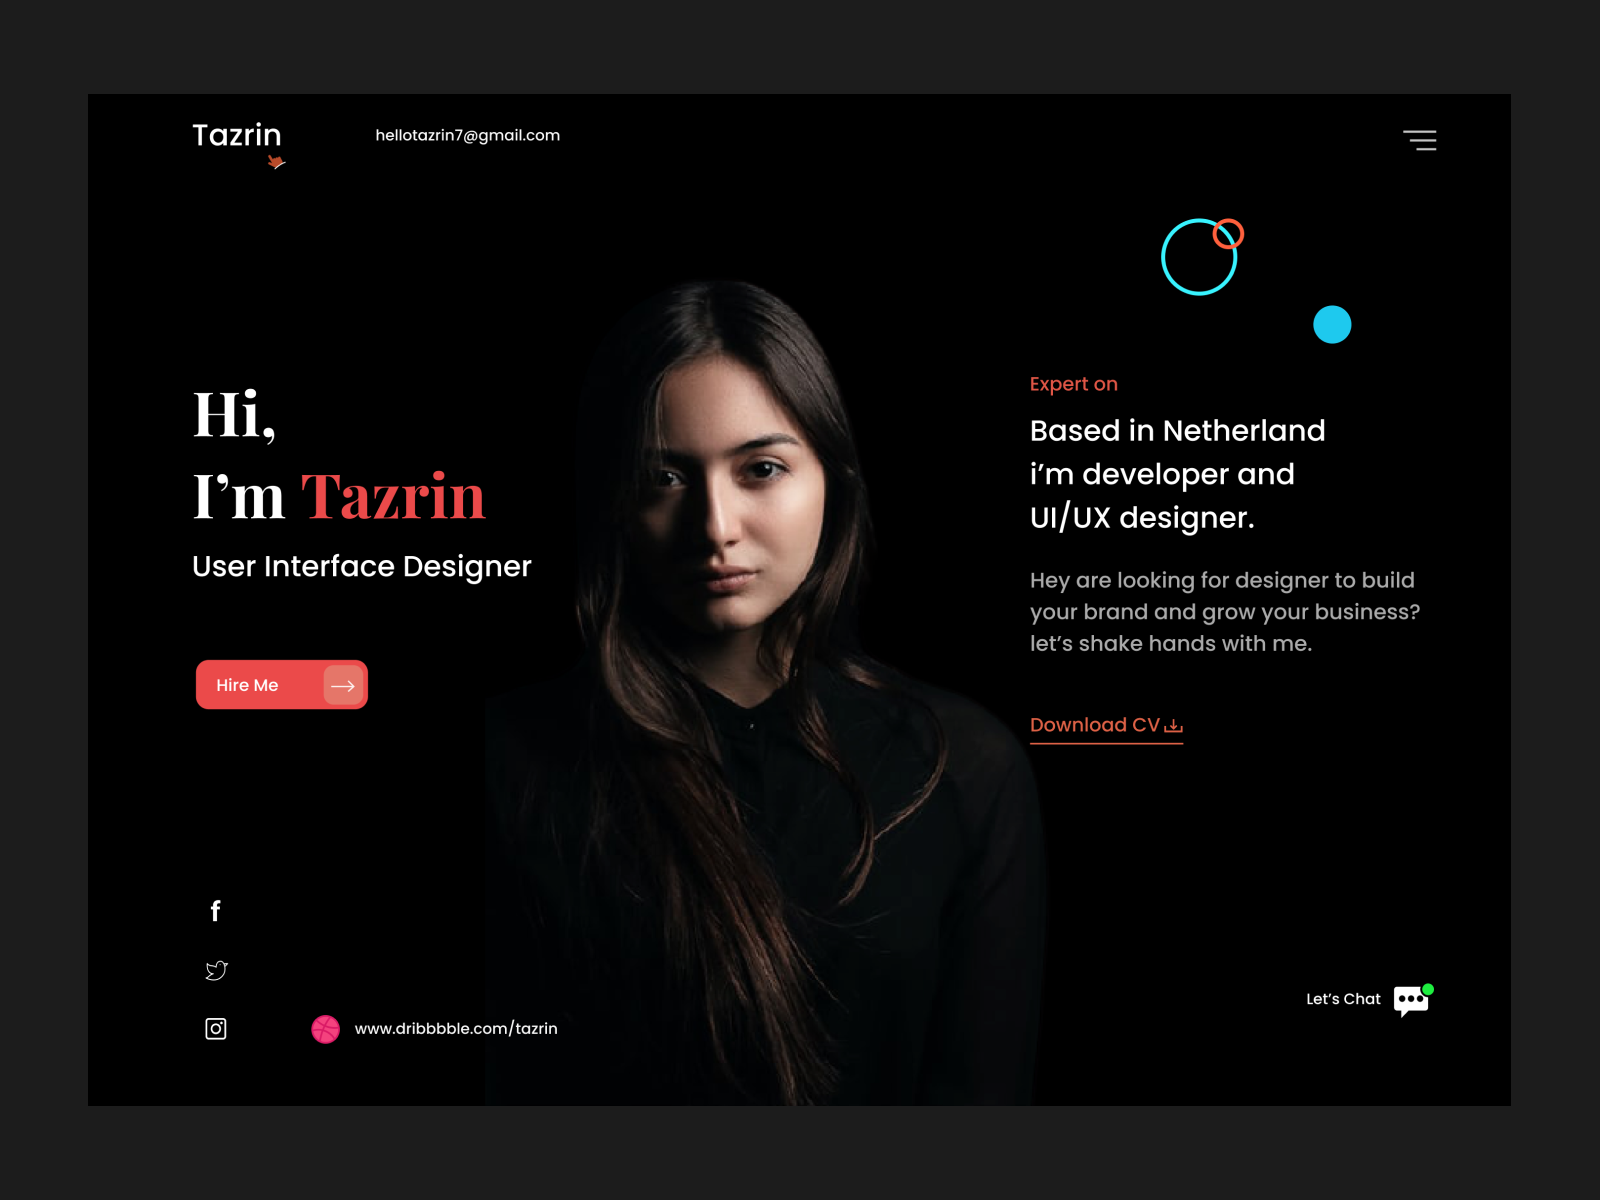 Tazrin
hellotazrin7@gmail.com
Hi,
I’m Tazrin
User Interface Designer
Hire Me
Expert on
Based in Netherland
i’m developer and
UI/UX designer.
Hey are looking for designer to build
your brand and grow your business?
let’s shake hands with me.
Download CV
www.dribbbble.com/tazrin
Let’s Chat